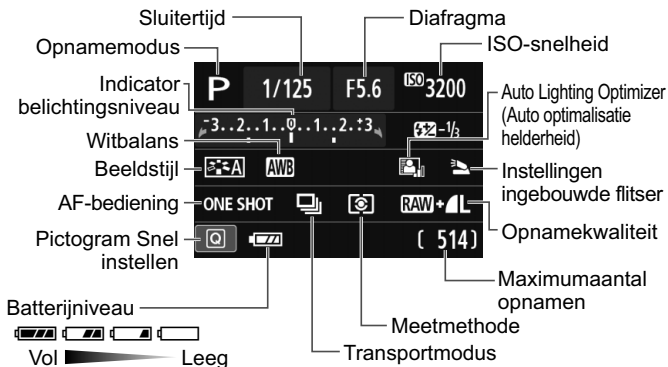 Sluitertijd
Diafragma
Opnamemodus
ISO-snelheid
Indicator
belichtingsniveau
Auto Lighting Optimizer
(Auto optimalisatie
helderheid)
Witbalans
Beeldstijl
Instellingen
ingebouwde flitser
AF-bediening
Opnamekwaliteit
Pictogram Snel
instellen
Maximumaantal
opnamen
Batterijniveau
Meetmethode
Transportmodus
Vol
Leeg
P 1/125 F5.6 ISO 3200
-3..2..1..0..1..2.+3 -1/3
A AWB
ONE SHOT RAW+L
Q ( 514)